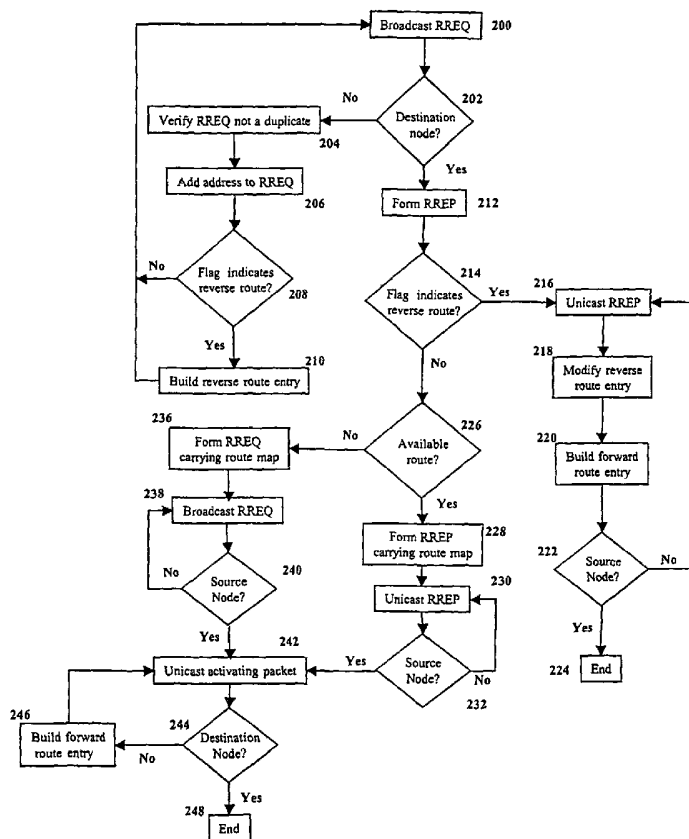 Broadcast RREQ
200
No
202
Destination
node?
Verify RREQ not a duplicate
204
Yes
Add address to RREQ
206
Form RREP
212
No
Flag indicates
reverse route?
208
214
Flag indicates
reverse route?
Yes
216
Unicast RREP
Yes
210
Build reverse route entry
No
218
Modify reverse
route entry
236
Form RREQ
carrying route map
No
226
Available
route?
220
Build forward
route entry
238
Broadcast RREQ
Yes
228
Form RREP
carrying route map
222
Source
Node?
No
No
Source
Node?
240
230
Unicast RREP
Yes
Yes
242
Unicast activating packet
Yes
Source
Node?
No
232
224
End
246
Build forward
route entry
244
Destination
Node?
No
Yes
248
End